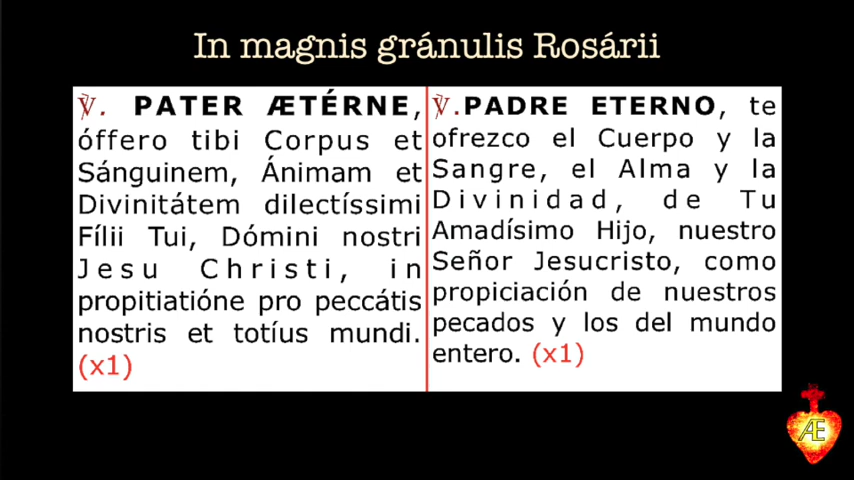 In magnis gránulis Rosárii
℣. PATER ÆTÉRNE,
óffero tibi Corpus et
Sánguinem, Ánimam et
Divinitátem dilectíssimi
Fílii Tui, Dómini nostri
Jesu Christi, in
propitiatióne pro peccátis
nostris et totíus mundi.
(x1)
℣.PADRE ETERNO, te
ofrezco el Cuerpo y la
Sangre, el Alma y la
Divinidad, de Tu
Amadísimo Hijo, nuestro
Señor Jesucristo, como
propiciación de nuestros
pecados y los del mundo
entero. (x1)
Æ